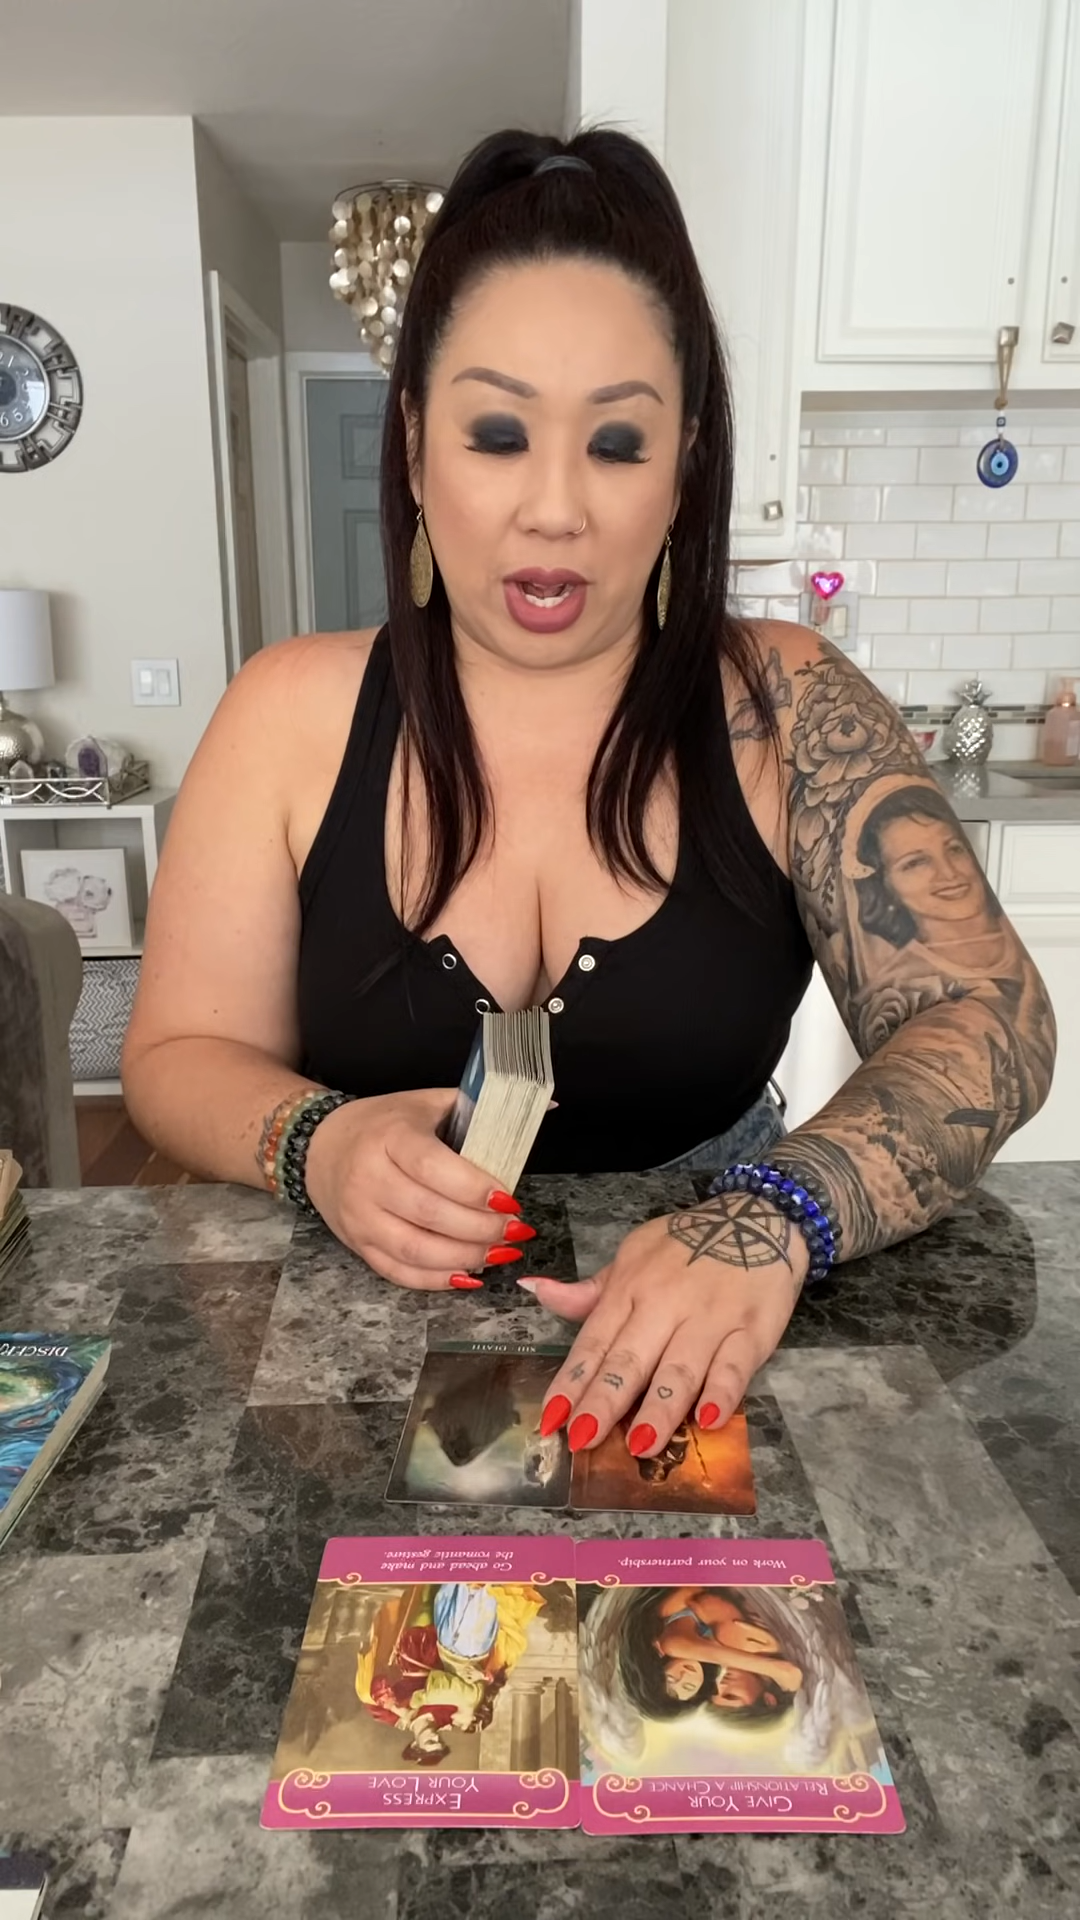 DISCER
XIII · DEATH
Go ahead and make
the romantic gesture.
Work on your partnership.
EXPRESS
YOUR LOVE
GIVE YOUR
RELATIONSHIP A CHANCE